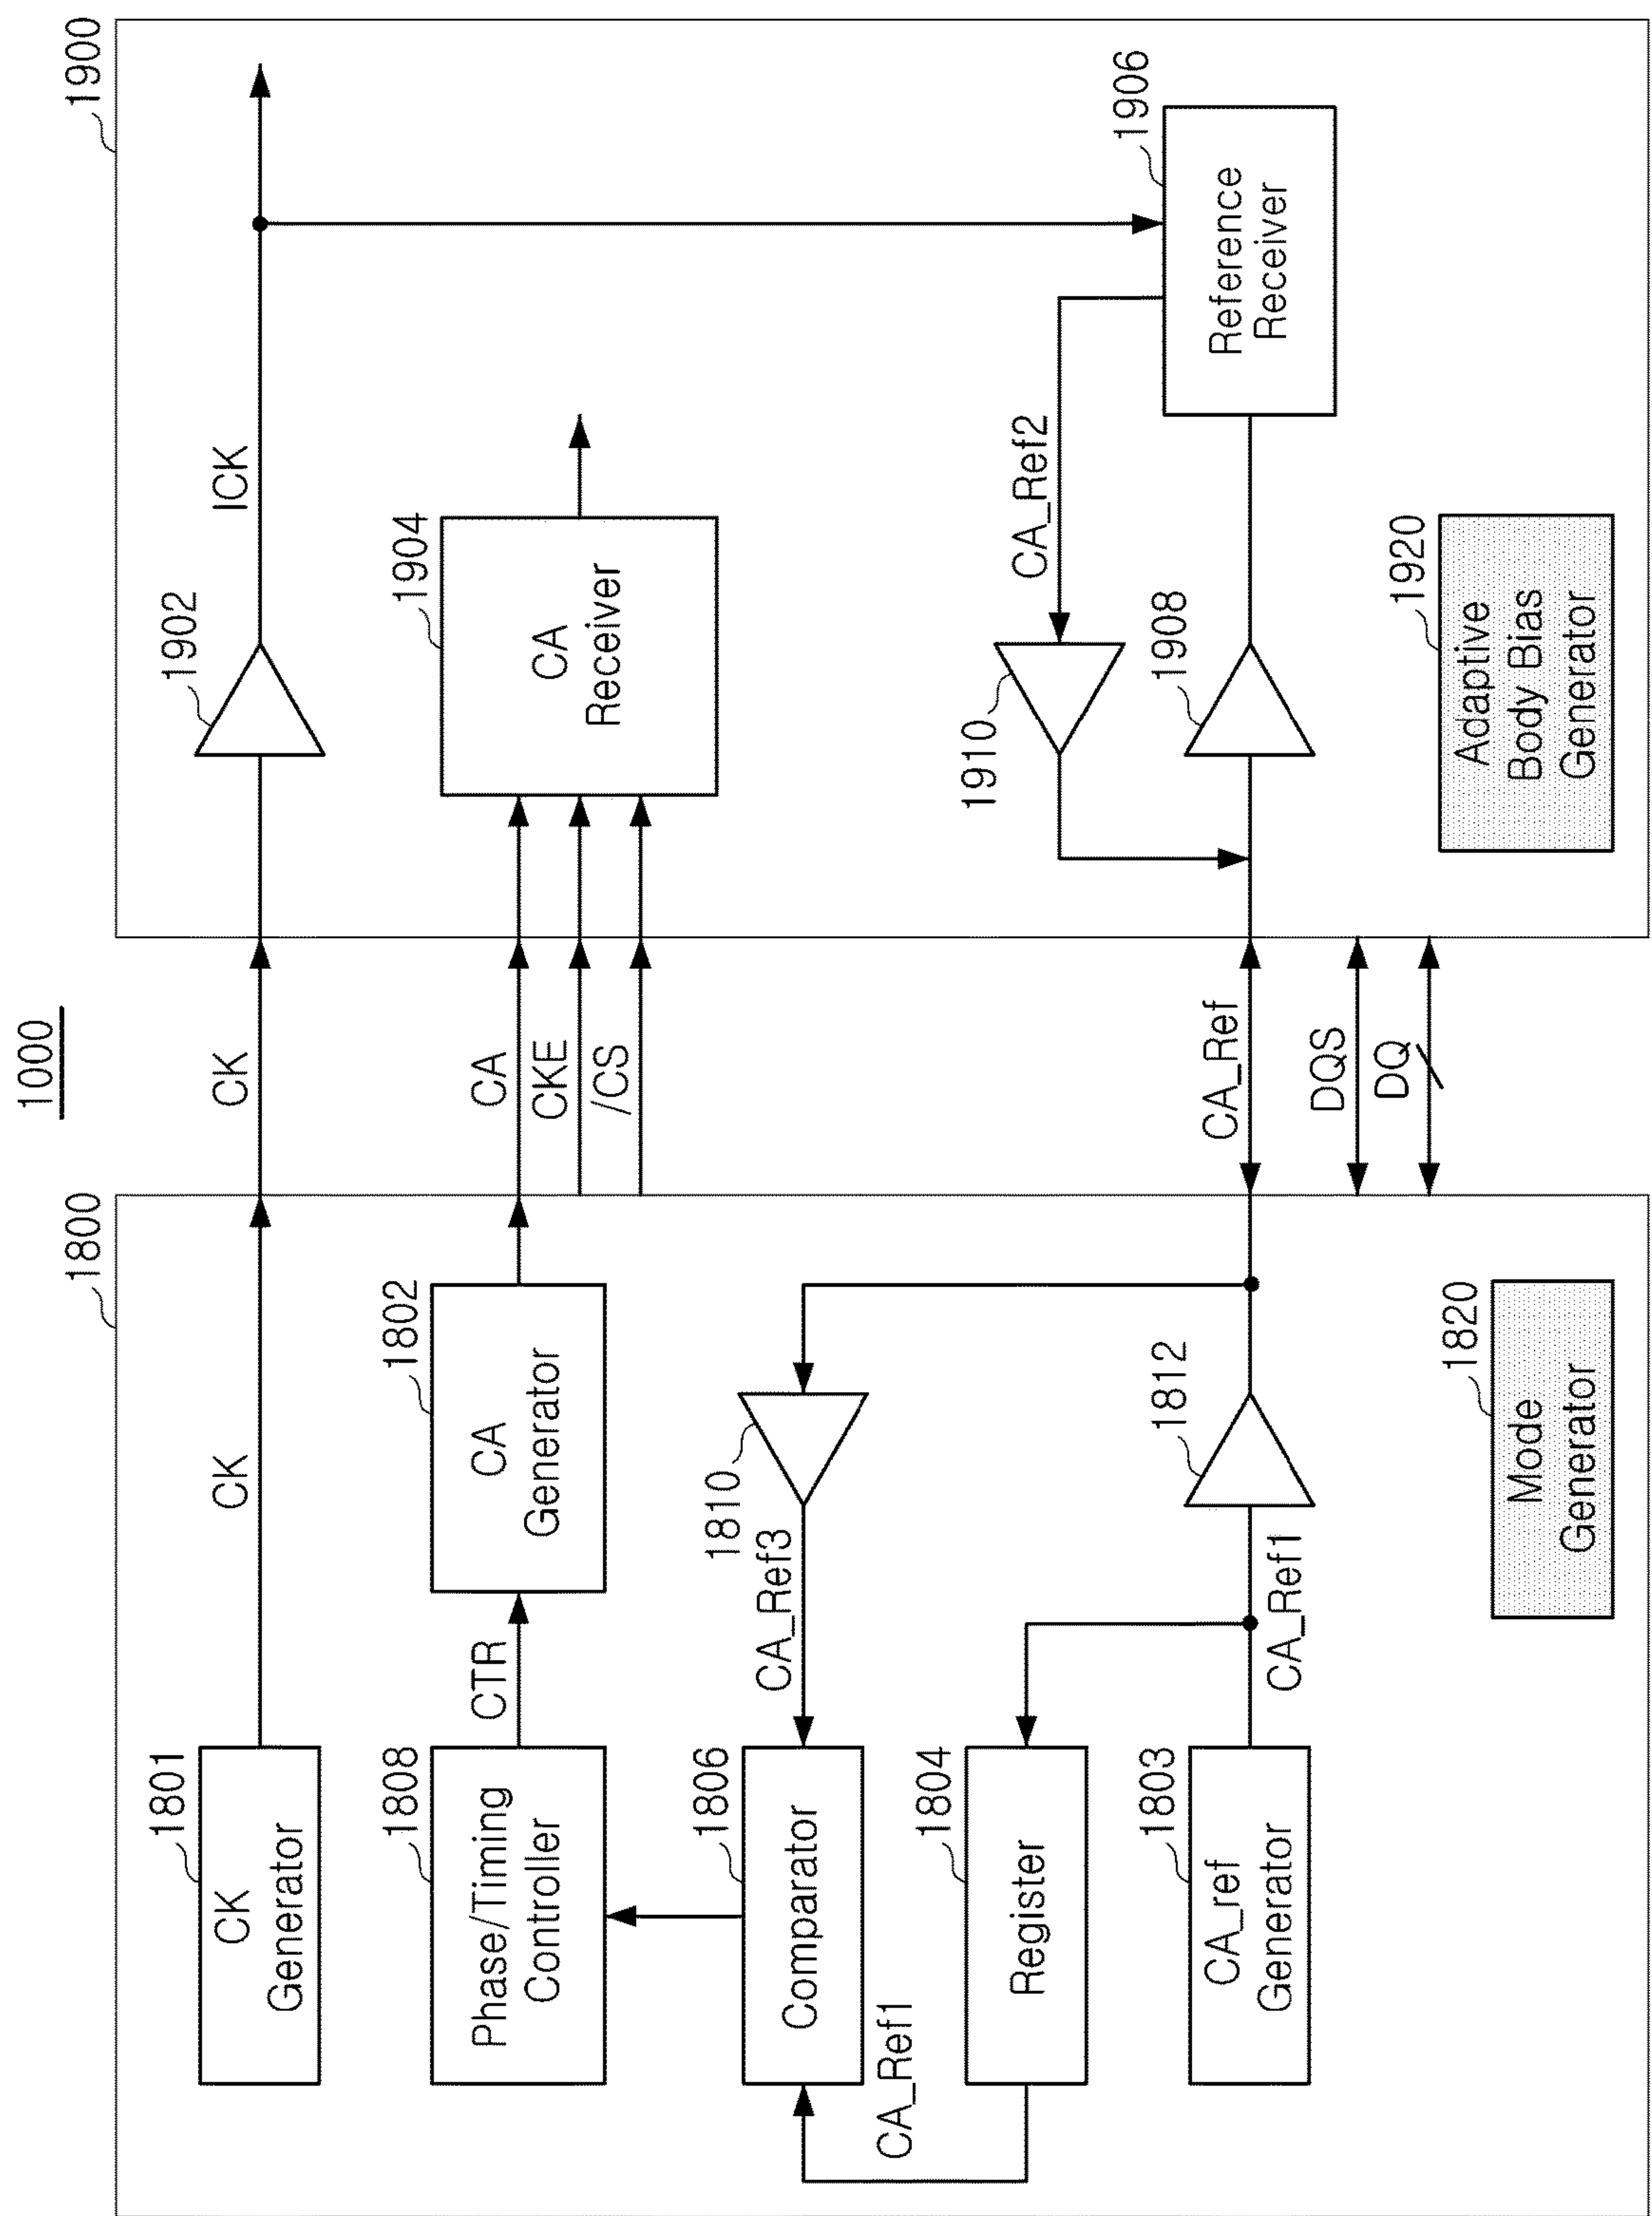 1000
1800
CK
Generator
1801
CK
CK
1900
1902
ICK
Phase/Timing
Controller
1808
CTR
CA
Generator
1802
CA
CKE
/CS
CA
Receiver
1904
Comparator
1806
CA_Ref3
1810
CA_Ref1
Register
1804
CA_ref
Generator
1803
CA_Ref1
1812
CA_Ref
1910
CA_Ref2
1908
Reference
Receiver
1906
DQS
DQ
Mode
Generator
1820
Adaptive
Body Bias
Generator
1920